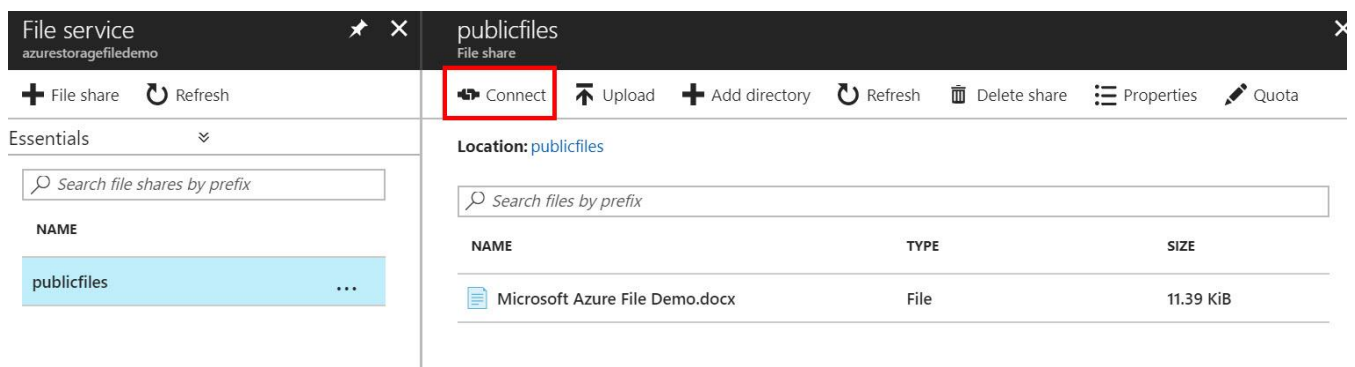 File service
azurestoragefiledemo
File share Refresh
Essentials
Search file shares by prefix
NAME
publicfiles ...
publicfiles
File share
Connect Upload Add directory Refresh Delete share Properties Quota
Location: publicfiles
Search files by prefix
NAME TYPE SIZE
Microsoft Azure File Demo.docx File 11.39 KiB